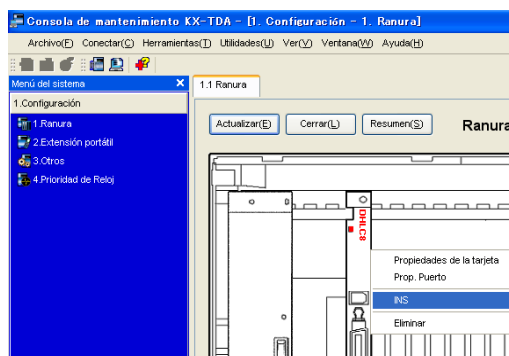 Consola de mantenimiento KX-TDA - [1. Configuración - 1. Ranura]
Archivo(F) Conectar(C) Herramientas(T) Utilidades(U) Ver(V) Ventana(W) Ayuda(H)
Menú del sistema
1.1 Ranura
1.Configuración
1.Ranura
2.Extensión portátil
3.Otros
4.Prioridad de Reloj
Actualizar(E) Cerrar(L) Resumen(S) Ranura
DHLC8
Propiedades de la tarjeta
Prop. Puerto
INS
Eliminar